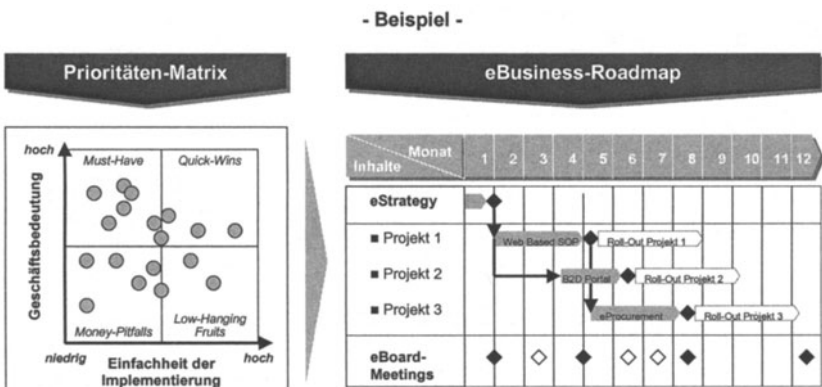 - Beispiel -
Prioritäten-Matrix
eBusiness-Roadmap
hoch
Must-Have
Quick-Wins
Geschäftsbedeutung
Money-Pitfalls
Low-Hanging
Fruits
niedrig
Einfachheit der
Implementierung
hoch
Monat
Inhalte
1 2 3 4 5 6 7 8 9 10 11 12
eStrategy
■ Projekt 1
Web Based SOP
Roll-Out Projekt 1
■ Projekt 2
B2D Portal
Roll-Out Projekt 2
■ Projekt 3
eProcurement
Roll-Out Projekt 3
eBoard-
Meetings